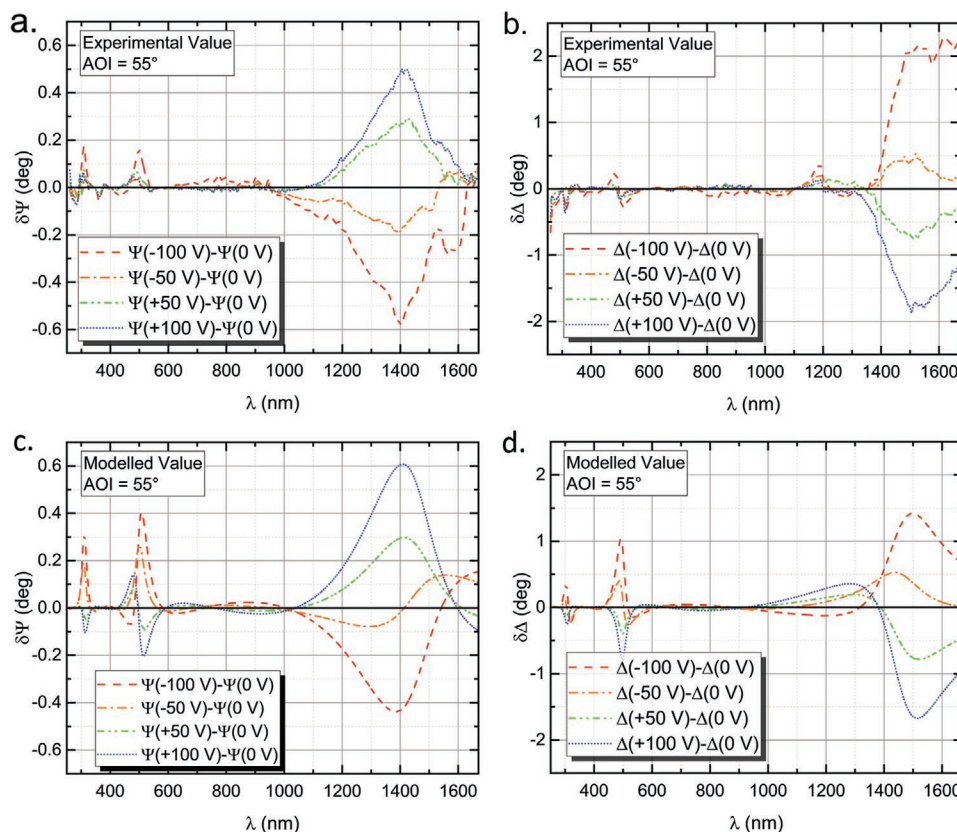 a.
Experimental Value
AOI = 55°
0.6
0.4
0.2
0.0
-0.2
-0.4
-0.6
δΨ (deg)
Ψ(-100 V)-Ψ(0 V)
Ψ(-50 V)-Ψ(0 V)
Ψ(+50 V)-Ψ(0 V)
Ψ(+100 V)-Ψ(0 V)
400 600 800 1000 1200 1400 1600
λ (nm)
b.
Experimental Value
AOI = 55°
2
1
0
-1
-2
δΔ (deg)
Δ(-100 V)-Δ(0 V)
Δ(-50 V)-Δ(0 V)
Δ(+50 V)-Δ(0 V)
Δ(+100 V)-Δ(0 V)
400 600 800 1000 1200 1400 1600
λ (nm)
c.
Modelled Value
AOI = 55°
0.6
0.4
0.2
0.0
-0.2
-0.4
-0.6
δΨ (deg)
Ψ(-100 V)-Ψ(0 V)
Ψ(-50 V)-Ψ(0 V)
Ψ(+50 V)-Ψ(0 V)
Ψ(+100 V)-Ψ(0 V)
400 600 800 1000 1200 1400 1600
λ (nm)
d.
Modelled Value
AOI = 55°
2
1
0
-1
-2
δΔ (deg)
Δ(-100 V)-Δ(0 V)
Δ(-50 V)-Δ(0 V)
Δ(+50 V)-Δ(0 V)
Δ(+100 V)-Δ(0 V)
400 600 800 1000 1200 1400 1600
λ (nm)